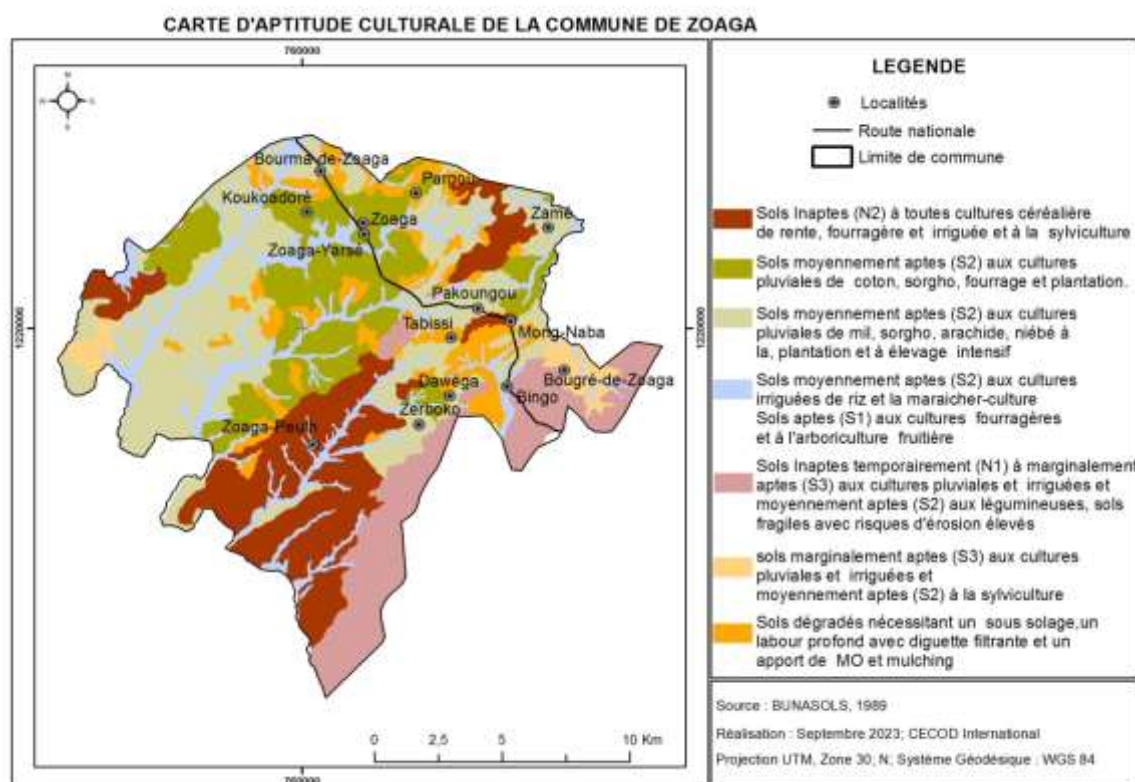 CARTE D'APTITUDE CULTURALE DE LA COMMUNE DE ZOAGA
760000
1220000
1220000
760000
Bourma-de-Zoaga
Pargou
Koukoadoré
Zoaga
Zamé
Zoaga-Yarsé
Pakoungou
Tabissi
Mong-Naba
Dawéga
Bougré-de-Zoaga
Bingo
Zerboko
Zoaga-Peulh
0 2,5 5 10 Km
LEGENDE
Localités
Route nationale
Limite de commune
Sols Inaptes (N2) à toutes cultures céréalière
de rente, fourragère et irriguée et à la sylviculture
Sols moyennement aptes (S2) aux cultures
pluviales de coton, sorgho, fourrage et plantation.
Sols moyennement aptes (S2) aux cultures
pluviales de mil, sorgho, arachide, niébé à
la, plantation et à élevage intensif
Sols moyennement aptes (S2) aux cultures
irriguées de riz et la maraicher-culture
Sols aptes (S1) aux cultures fourragères
et à l'arboriculture fruitière
Sols Inaptes temporairement (N1) à marginalement
aptes (S3) aux cultures pluviales et irriguées et
moyennement aptes (S2) aux légumineuses, sols
fragiles avec risques d'érosion élevés
sols marginalement aptes (S3) aux cultures
pluviales et irriguées et
moyennement aptes (S2) à la sylviculture
Sols dégradés nécessitant un sous solage,un
labour profond avec diguette filtrante et un
apport de MO et mulching
Source : BUNASOLS, 1989
Réalisation : Septembre 2023; CECOD International
Projection UTM, Zone 30, N; Système Géodésique : WGS 84